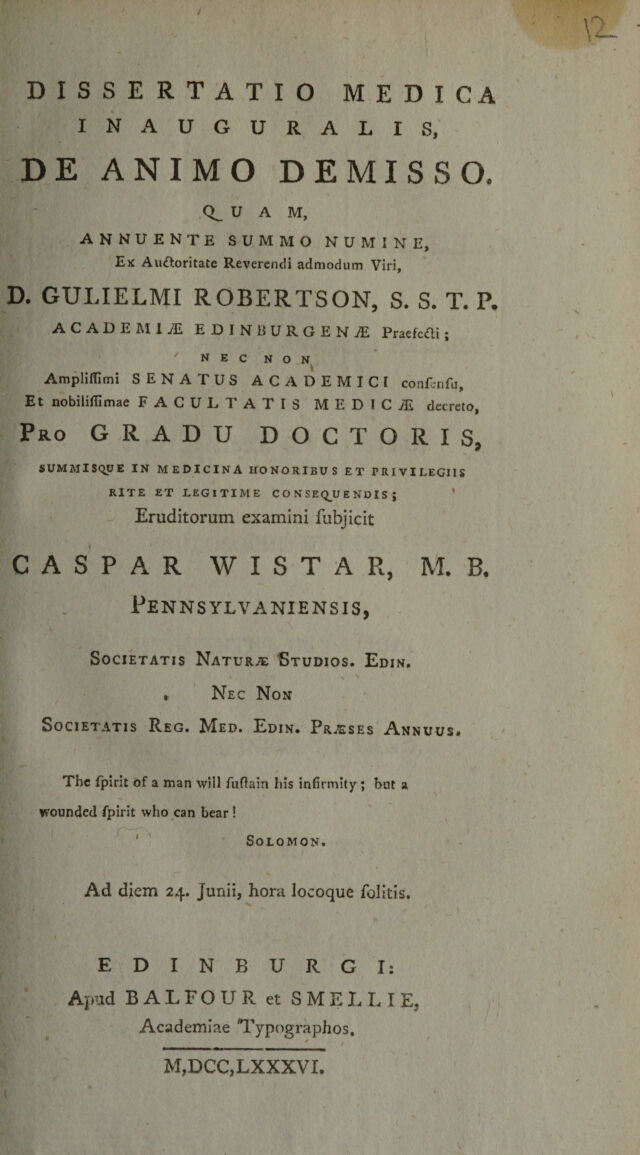 12
DISSERTATIO MEDICA
INAUGURALIS,
DE ANIMO DEMISSO.
QUAM,
ANNUENTE SUMMO NUMINE,
Ex Auctoritate Reverendi admodum Viri,
D. GULIELMI ROBERTSON, S. S. T. P.
ACADEMIÆ EDINBURGENÆ Praefecti;
NEC NON
Ampliſſimi SENATUS ACADEMICI conſenſu,
Et nobiliſſimae FACULTATIS MEDICÆ decreto,
PRO GRADU DOCTORIS,
SUMMISQUE IN MEDICINA HONORIBUS ET PRIVILEGIIS
RITE ET LEGITIME CONSEQUENDIS;
Eruditorum examini ſubjicit
CASPAR WISTAR, M. B.
PENNSYLVANIENSIS,
SOCIETATIS NATURÆ STUDIOS. EDIN.
NEC NON
SOCIETATIS REG. MED. EDIN. PRÆSES ANNUUS.
The ſpirit of a man will ſuſtain his infirmity; but a
wounded ſpirit who can bear!
SOLOMON.
Ad diem 24. Junii, hora locoque ſolitis.
EDINBURGI:
Apud BALFOUR et SMELLIE,
Academiae Typographos.
M,DCC,LXXXVI.